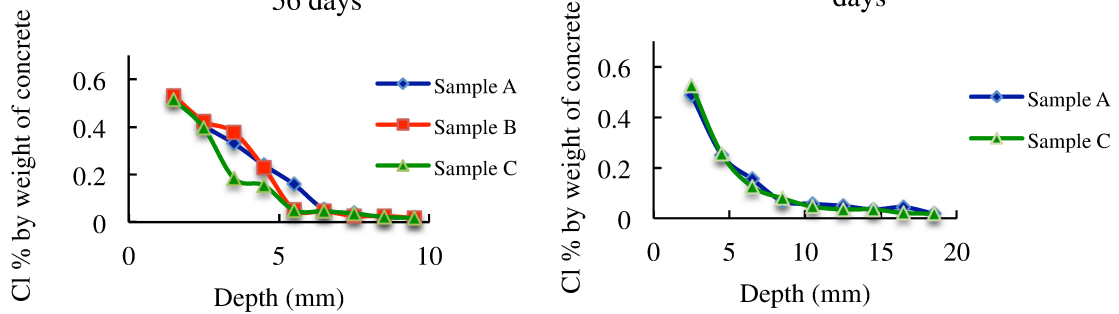 56 days
Cl % by weight of concrete
0.6
0.4
0.2
0
0
5
10
Depth (mm)
Sample A
Sample B
Sample C
days
Cl % by weight of concrete
0.6
0.4
0.2
0
0
5
10
15
20
Depth (mm)
Sample A
Sample C